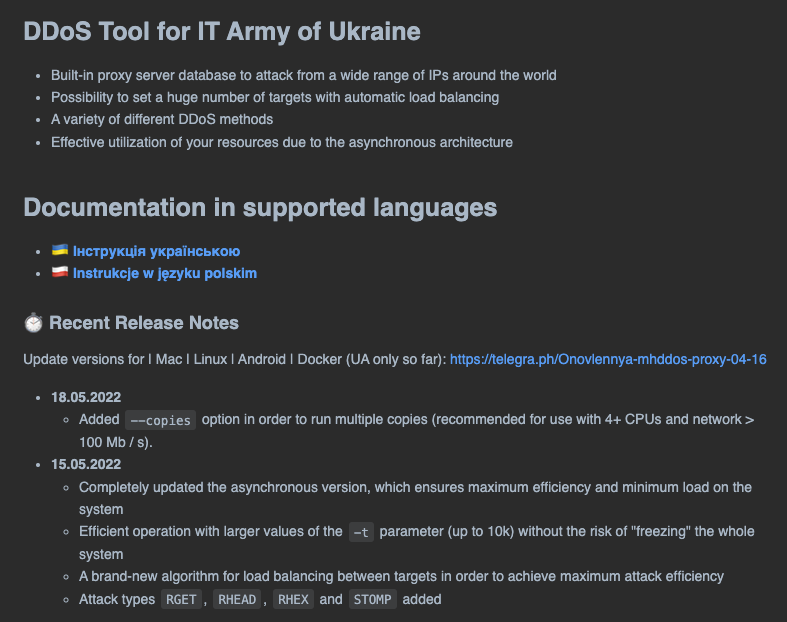 DDoS Tool for IT Army of Ukraine
• Built-in proxy server database to attack from a wide range of IPs around the world
• Possibility to set a huge number of targets with automatic load balancing
• A variety of different DDoS methods
• Effective utilization of your resources due to the asynchronous architecture
Documentation in supported languages
• 🇺🇦 Інструкція українською
• 🇵🇱 Instrukcje w języku polskim
⏱ Recent Release Notes
Update versions for | Mac | Linux | Android | Docker (UA only so far): https://telegra.ph/Onovlennya-mhddos-proxy-04-16
• 18.05.2022
◦ Added --copies option in order to run multiple copies (recommended for use with 4+ CPUs and network >
100 Mb / s).
• 15.05.2022
◦ Completely updated the asynchronous version, which ensures maximum efficiency and minimum load on the
system
◦ Efficient operation with larger values of the -t parameter (up to 10k) without the risk of "freezing" the whole
system
◦ A brand-new algorithm for load balancing between targets in order to achieve maximum attack efficiency
◦ Attack types RGET, RHEAD, RHEX and STOMP added